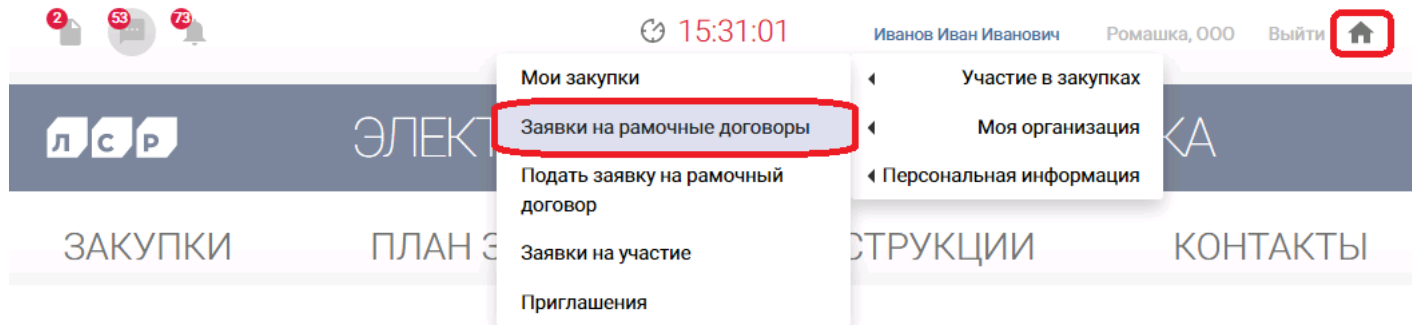 2 53 73 15:31:01 Иванов Иван Иванович Ромашка, ООО Выйти
Мои закупки
Участие в закупках
Заявки на рамочные договоры
Моя организация
Подать заявку на рамочный
договор
Персональная информация
Заявки на участие
Приглашения
ЛСР ЭЛЕКТ КА
ЗАКУПКИ ПЛАН З СТРУКЦИИ КОНТАКТЫ